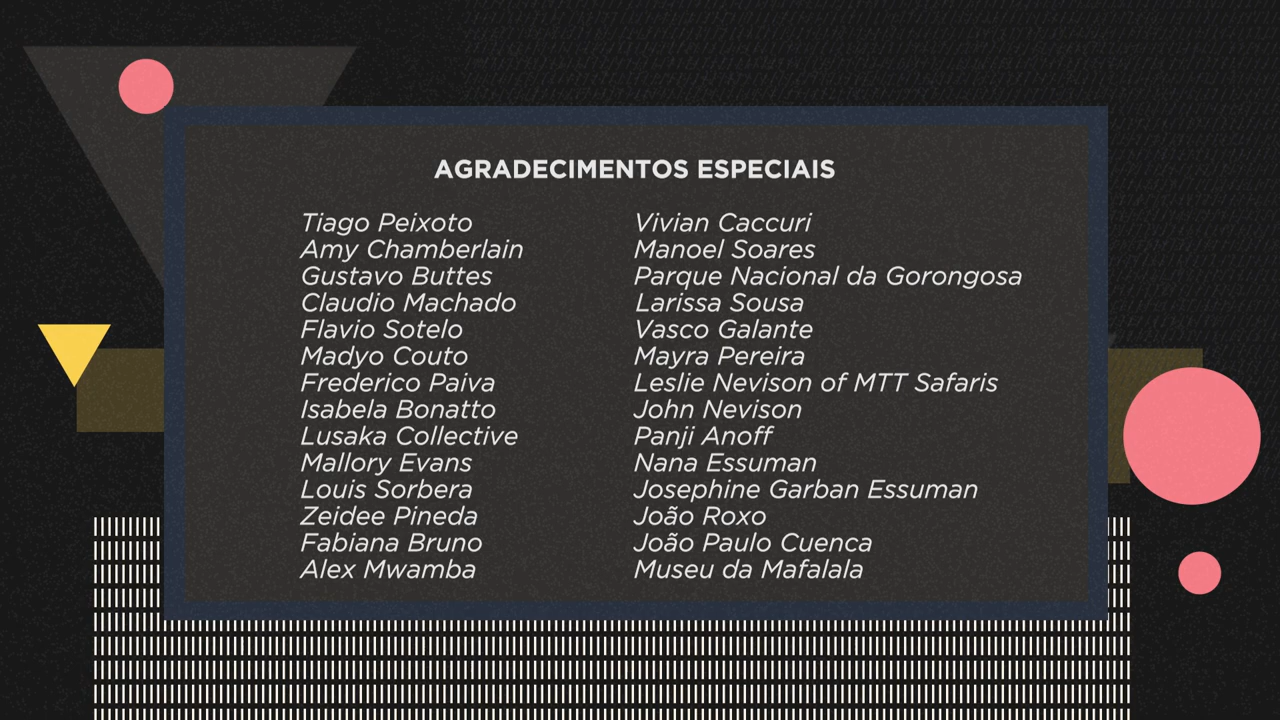 AGRADECIMENTOS ESPECIAIS
Tiago Peixoto
Amy Chamberlain
Gustavo Buttes
Claudio Machado
Flavio Sotelo
Madyo Couto
Frederico Paiva
Isabela Bonatto
Lusaka Collective
Mallory Evans
Louis Sorbera
Zeidee Pineda
Fabiana Bruno
Alex Mwamba
Vivian Caccuri
Manoel Soares
Parque Nacional da Gorongosa
Larissa Sousa
Vasco Galante
Mayra Pereira
Leslie Nevison of MTT Safaris
John Nevison
Panji Anoff
Nana Essuman
Josephine Garban Essuman
João Roxo
João Paulo Cuenca
Museu da Mafalala